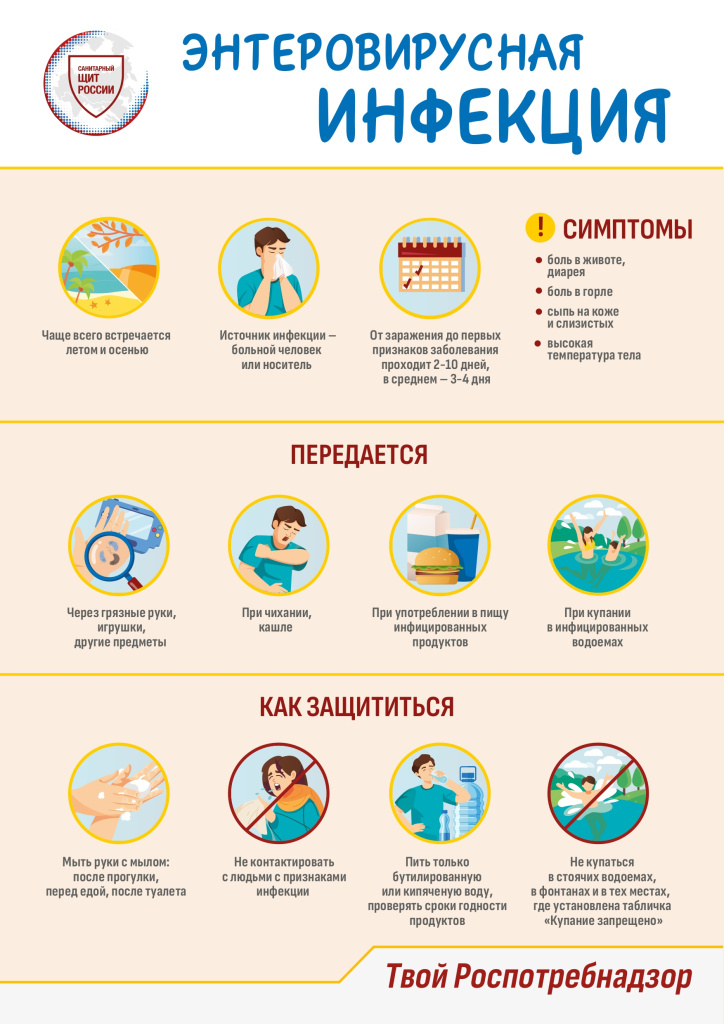 САНИТАРНЫЙ
ЩИТ
РОССИИ
ЭНТЕРОВИРУСНАЯ
ИНФЕКЦИЯ
Чаще всего встречается
летом и осенью
Источник инфекции –
больной человек
или носитель
От заражения до первых
признаков заболевания
проходит 2-10 дней,
в среднем – 3-4 дня
! СИМПТОМЫ
• боль в животе,
диарея
• боль в горле
• сыпь на коже
и слизистых
• высокая
температура тела
ПЕРЕДАЕТСЯ
Через грязные руки,
игрушки,
другие предметы
При чихании,
кашле
При употреблении в пищу
инфицированных
продуктов
При купании
в инфицированных
водоемах
КАК ЗАЩИТИТЬСЯ
Мыть руки с мылом:
после прогулки,
перед едой, после туалета
Не контактировать
с людьми с признаками
инфекции
Пить только
бутилированную
или кипяченую воду,
проверять сроки годности
продуктов
Не купаться
в стоячих водоемах,
в фонтанах и в тех местах,
где установлена табличка
«Купание запрещено»
Твой Роспотребнадзор